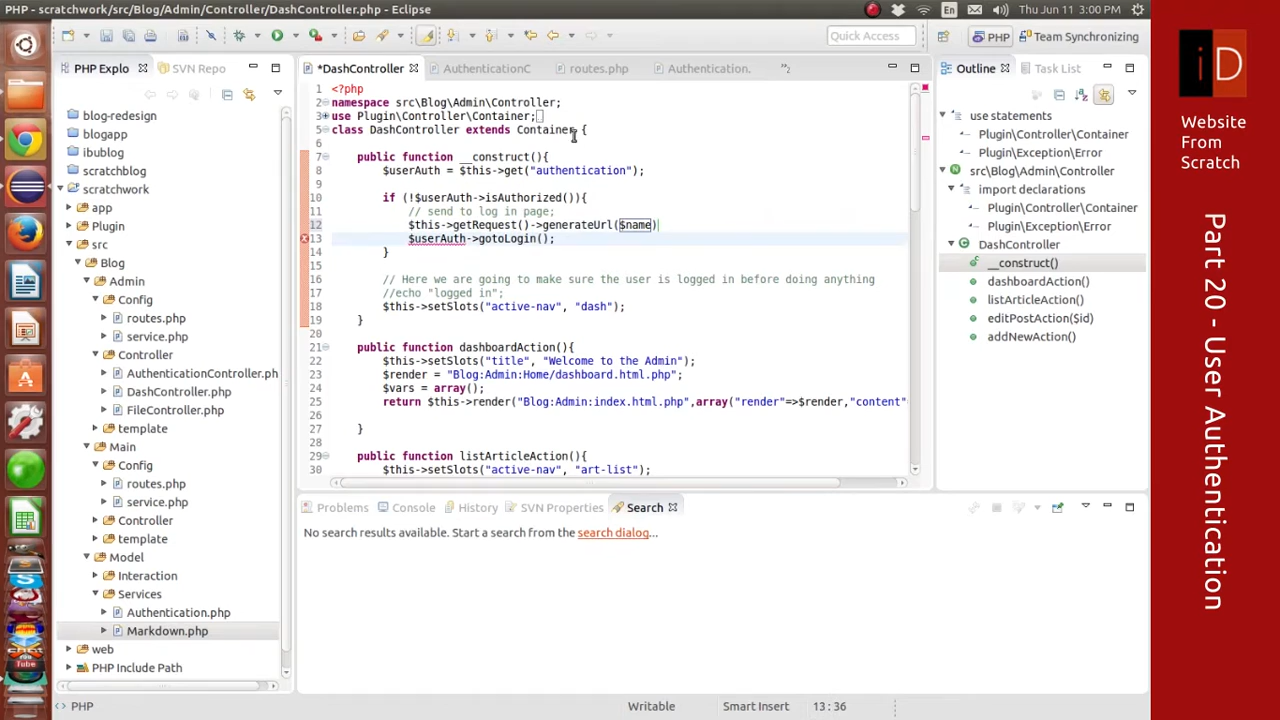 PHP - scratchwork/src/Blog/Admin/Controller/DashController.php - Eclipse
En
Thu Jun 11 3:00 PM
Quick Access
PHP
Team Synchronizing
PHP Explo
SVN Repo
blog-redesign
blogapp
ibublog
scratchblog
scratchwork
app
Plugin
src
Blog
Admin
Config
routes.php
service.php
Controller
AuthenticationController.ph
DashController.php
FileController.php
template
Main
Config
routes.php
service.php
Controller
template
Model
Interaction
Services
Authentication.php
Markdown.php
web
PHP Include Path
*DashController
AuthenticationC
routes.php
Authentication.
»2
1 <?php
2 namespace src\Blog\Admin\Controller;
3 use Plugin\Controller\Container;
5 class DashController extends Container {
6
7 public function __construct(){
8 $userAuth = $this->get("authentication");
9
10 if (!$userAuth->isAuthorized()){
11 // send to log in page;
12 $this->getRequest()->generateUrl($name)
13 $userAuth->gotoLogin();
14 }
15
16 // Here we are going to make sure the user is logged in before doing anything
17 //echo "logged in";
18 $this->setSlots("active-nav", "dash");
19 }
20
21 public function dashboardAction(){
22 $this->setSlots("title", "Welcome to the Admin");
23 $render = "Blog:Admin:Home/dashboard.html.php";
24 $vars = array();
25 return $this->render("Blog:Admin:index.html.php",array("render"=>$render,"content"
26
27 }
28
29 public function listArticleAction(){
30 $this->setSlots("active-nav", "art-list");
Outline
Task List
use statements
Plugin\Controller\Container
Plugin\Exception\Error
src\Blog\Admin\Controller
import declarations
Plugin\Controller\Container
Plugin\Exception\Error
DashController
__construct()
dashboardAction()
listArticleAction()
editPostAction($id)
addNewAction()
Problems
Console
History
SVN Properties
Search
No search results available. Start a search from the search dialog...
PHP
Writable
Smart Insert
13 : 36
iD
Website
From
Scratch
Part 20 - User Authentication